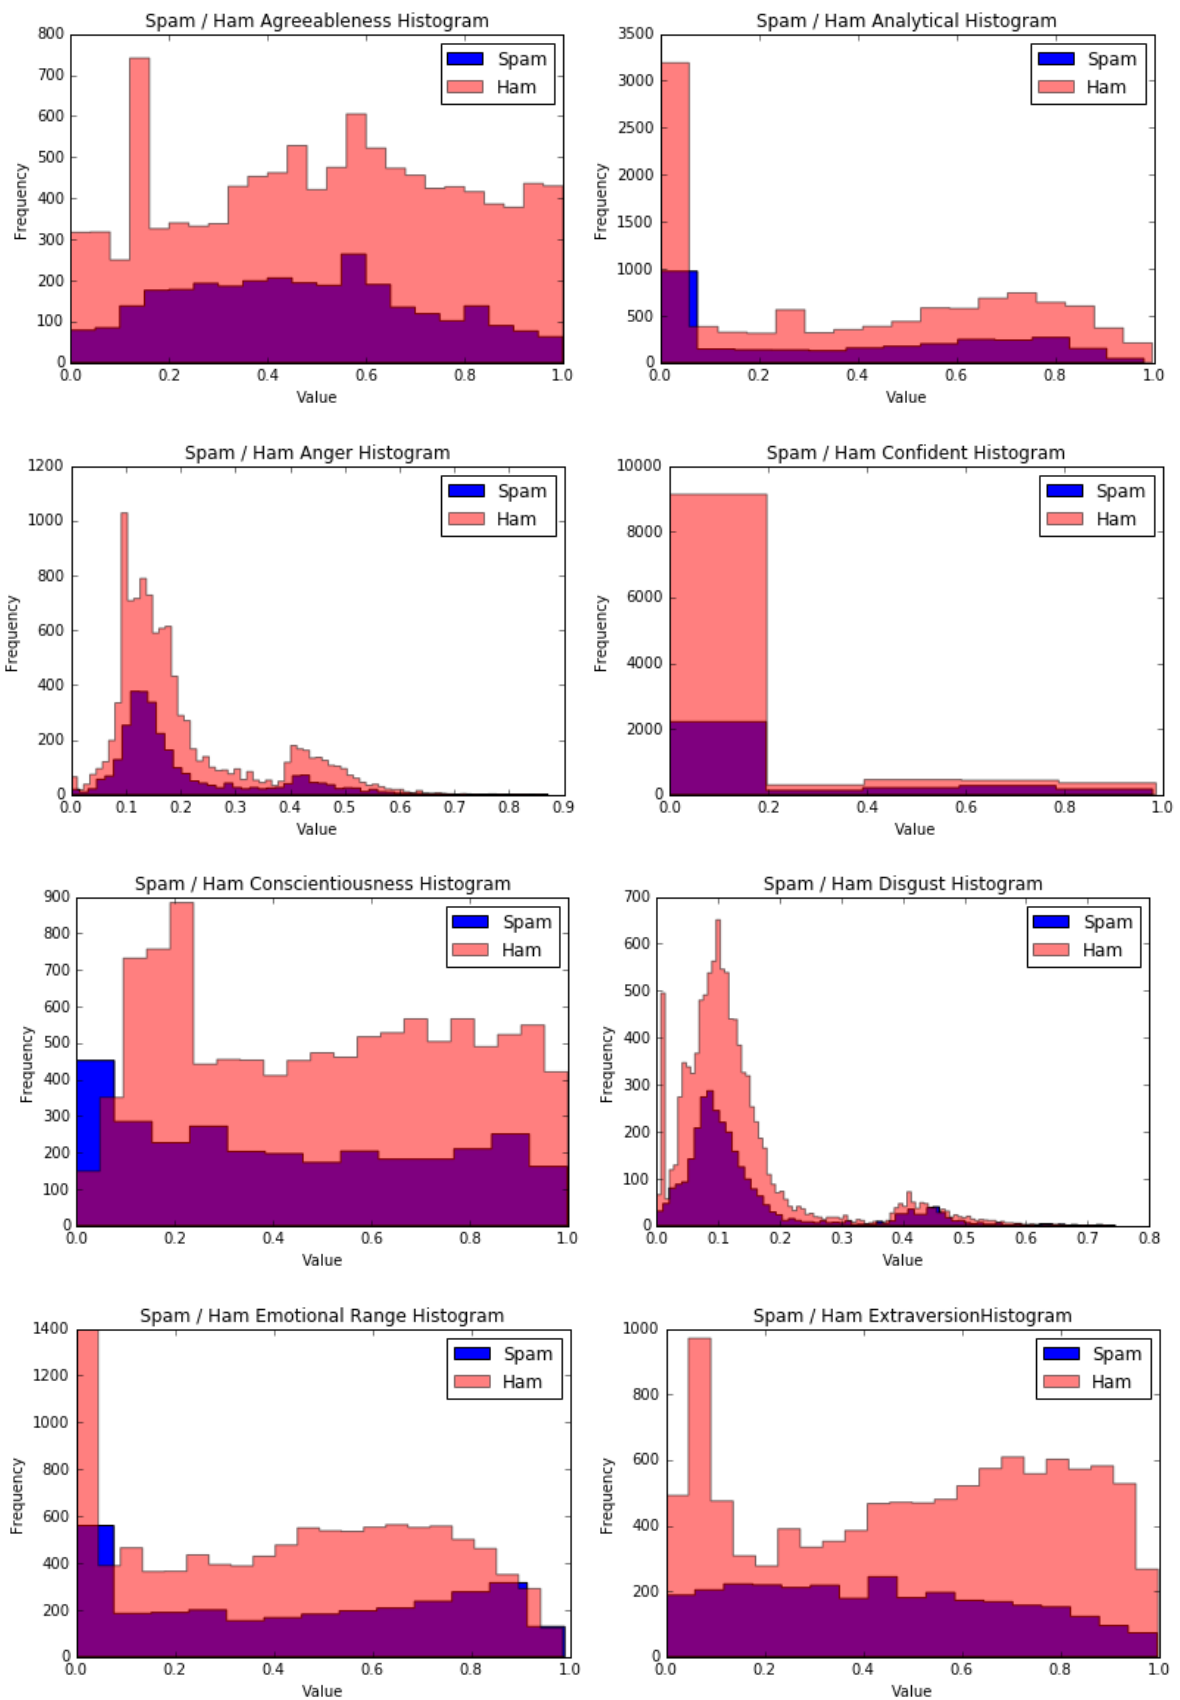 Spam / Ham Agreeableness Histogram
800
700
600
500
400
300
200
100
0
Frequency
Spam
Ham
0.0 0.2 0.4 0.6 0.8 1.0
Value
Spam / Ham Analytical Histogram
3500
3000
2500
2000
1500
1000
500
0
Frequency
Spam
Ham
0.0 0.2 0.4 0.6 0.8 1.0
Value
Spam / Ham Anger Histogram
1200
1000
800
600
400
200
0
Frequency
Spam
Ham
0.0 0.1 0.2 0.3 0.4 0.5 0.6 0.7 0.8 0.9
Value
Spam / Ham Confident Histogram
10000
8000
6000
4000
2000
0
Frequency
Spam
Ham
0.0 0.2 0.4 0.6 0.8 1.0
Value
Spam / Ham Conscientiousness Histogram
900
800
700
600
500
400
300
200
100
0
Frequency
Spam
Ham
0.0 0.2 0.4 0.6 0.8 1.0
Value
Spam / Ham Disgust Histogram
700
600
500
400
300
200
100
0
Frequency
Spam
Ham
0.0 0.1 0.2 0.3 0.4 0.5 0.6 0.7 0.8
Value
Spam / Ham Emotional Range Histogram
1400
1200
1000
800
600
400
200
0
Frequency
Spam
Ham
0.0 0.2 0.4 0.6 0.8 1.0
Value
Spam / Ham ExtraversionHistogram
1000
800
600
400
200
0
Frequency
Spam
Ham
0.0 0.2 0.4 0.6 0.8 1.0
Value